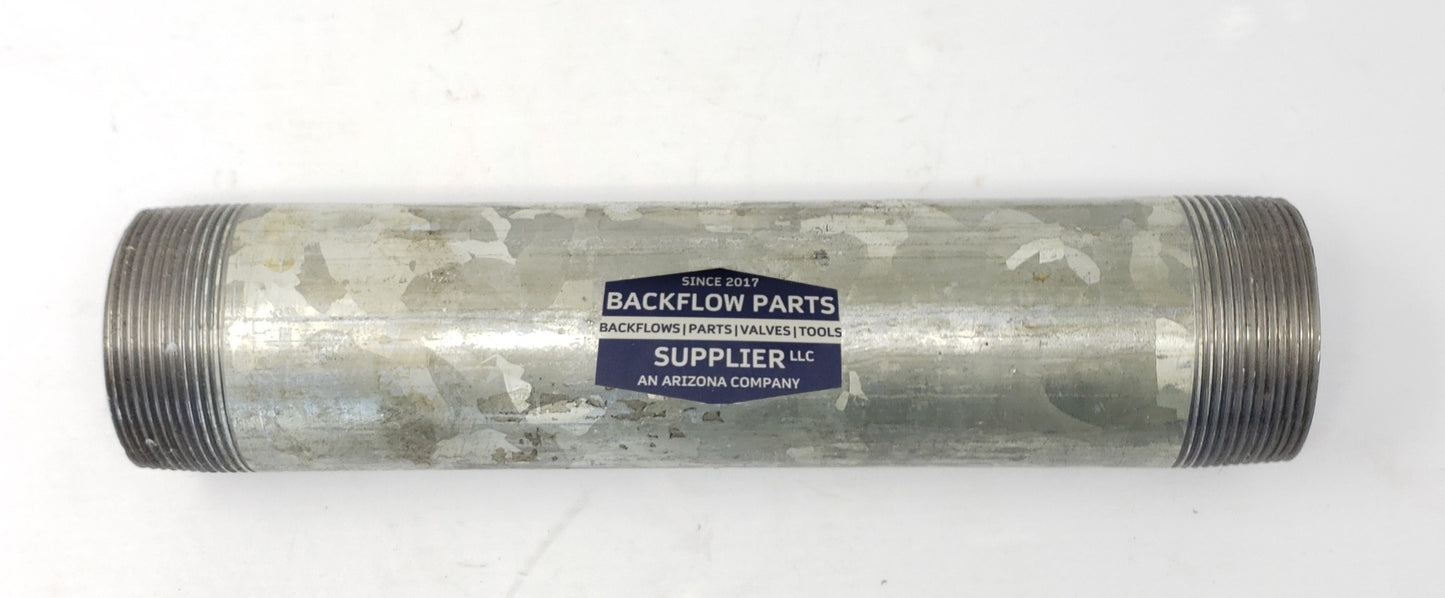 SINCE 2017
BACKFLOW PARTS
BACKFLOWS|PARTS|VALVES|TOOLS
SUPPLIER LLC
AN ARIZONA COMPANY